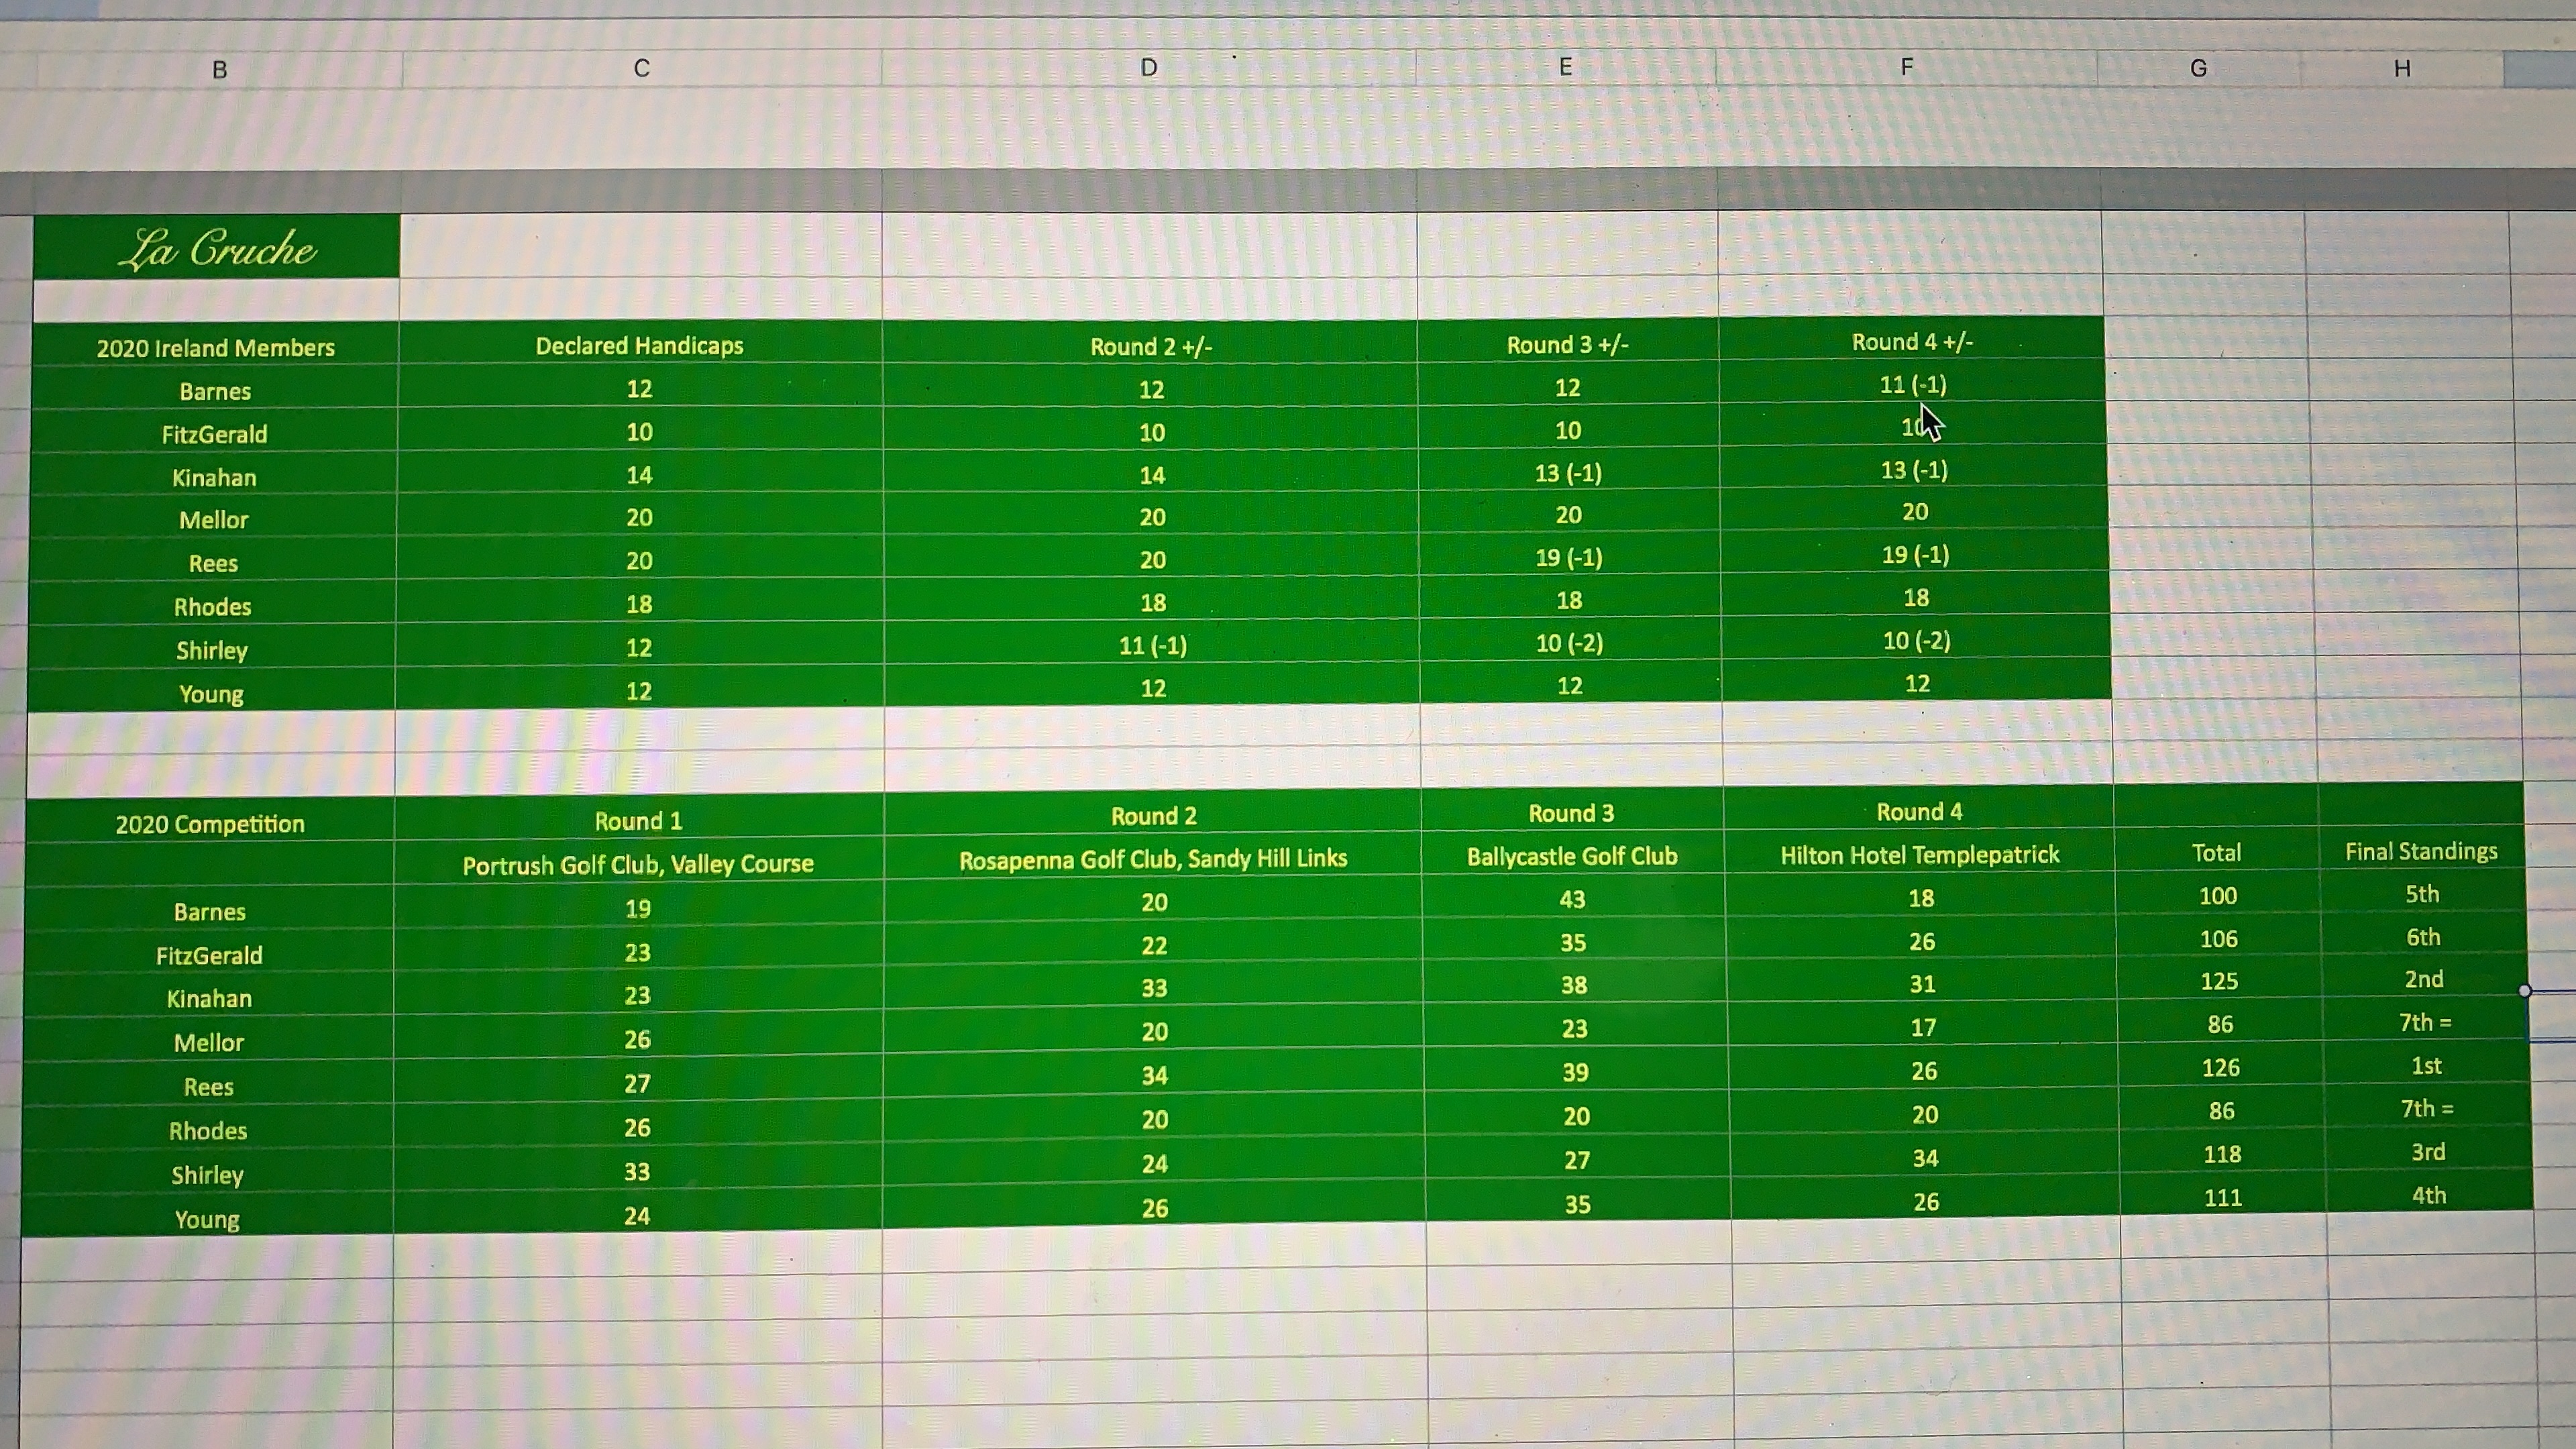 B C D E F G H
La Cruche
2020 Ireland Members Declared Handicaps Round 2 +/- Round 3 +/- Round 4 +/-
Barnes 12 12 12 11 (-1)
FitzGerald 10 10 10 10
Kinahan 14 14 13 (-1) 13 (-1)
Mellor 20 20 20 20
Rees 20 20 19 (-1) 19 (-1)
Rhodes 18 18 18 18
Shirley 12 11 (-1) 10 (-2) 10 (-2)
Young 12 12 12 12
2020 Competition Round 1 Round 2 Round 3 Round 4
Portrush Golf Club, Valley Course Rosapenna Golf Club, Sandy Hill Links Ballycastle Golf Club Hilton Hotel Templepatrick Total Final Standings
Barnes 19 20 43 18 100 5th
FitzGerald 23 22 35 26 106 6th
Kinahan 23 33 38 31 125 2nd
Mellor 26 20 23 17 86 7th =
Rees 27 34 39 26 126 1st
Rhodes 26 20 20 20 86 7th =
Shirley 33 24 27 34 118 3rd
Young 24 26 35 26 111 4th